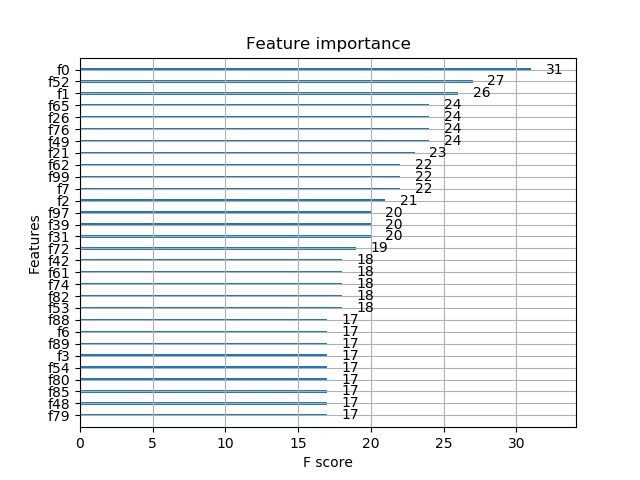 Feature importance
f0 31
f52 27
f1 26
f65 24
f26 24
f76 24
f49 24
f21 23
f62 22
f99 22
f7 22
f2 21
f97 20
f39 20
f31 20
f72 19
f42 18
f61 18
f74 18
f82 18
f53 18
f88 17
f6 17
f89 17
f3 17
f54 17
f80 17
f85 17
f48 17
f79 17
Features
0 5 10 15 20 25 30
F score